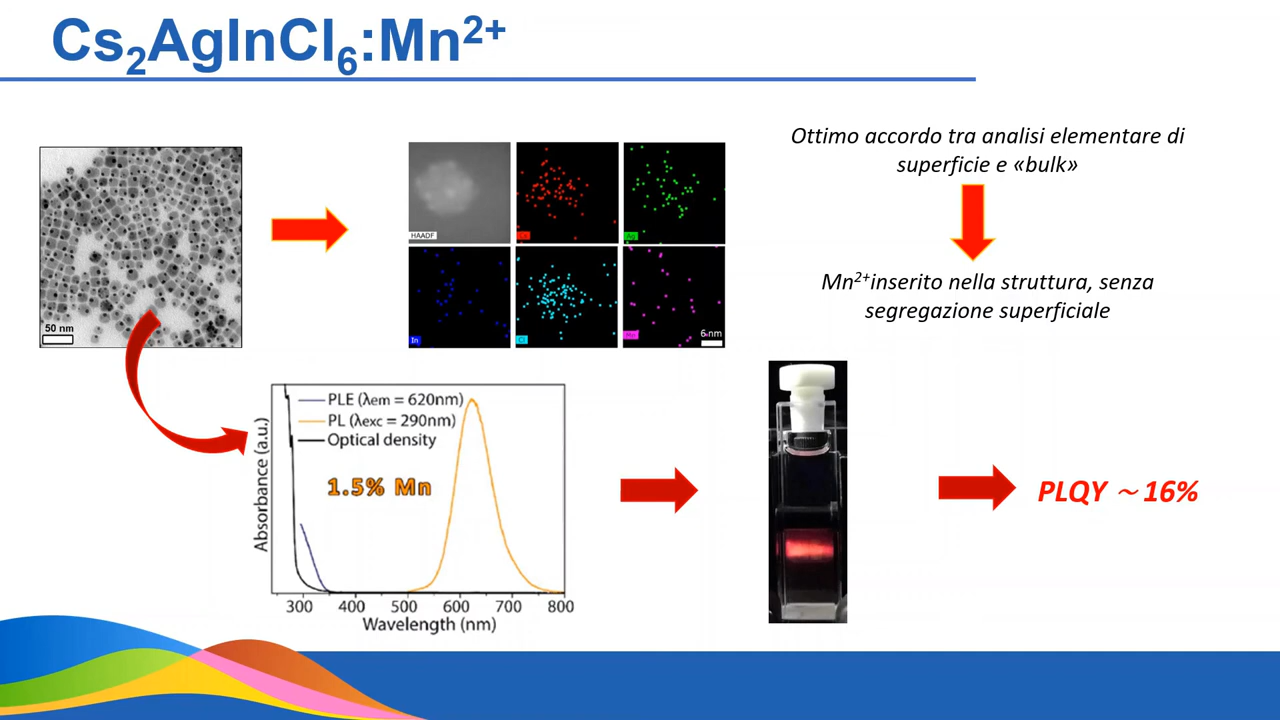 Cs₂AgInCl₆:Mn²⁺
Ottimo accordo tra analisi elementare di
superficie e «bulk»
Mn²⁺inserito nella struttura, senza
segregazione superficiale
50 nm
HAADF
Cs
Ag
In
Cl
Mn
6 nm
PLE (λem = 620nm)
PL (λexc = 290nm)
Optical density
1.5% Mn
Absorbance (a.u.)
300 400 500 600 700 800
Wavelength (nm)
PLQY ~ 16%